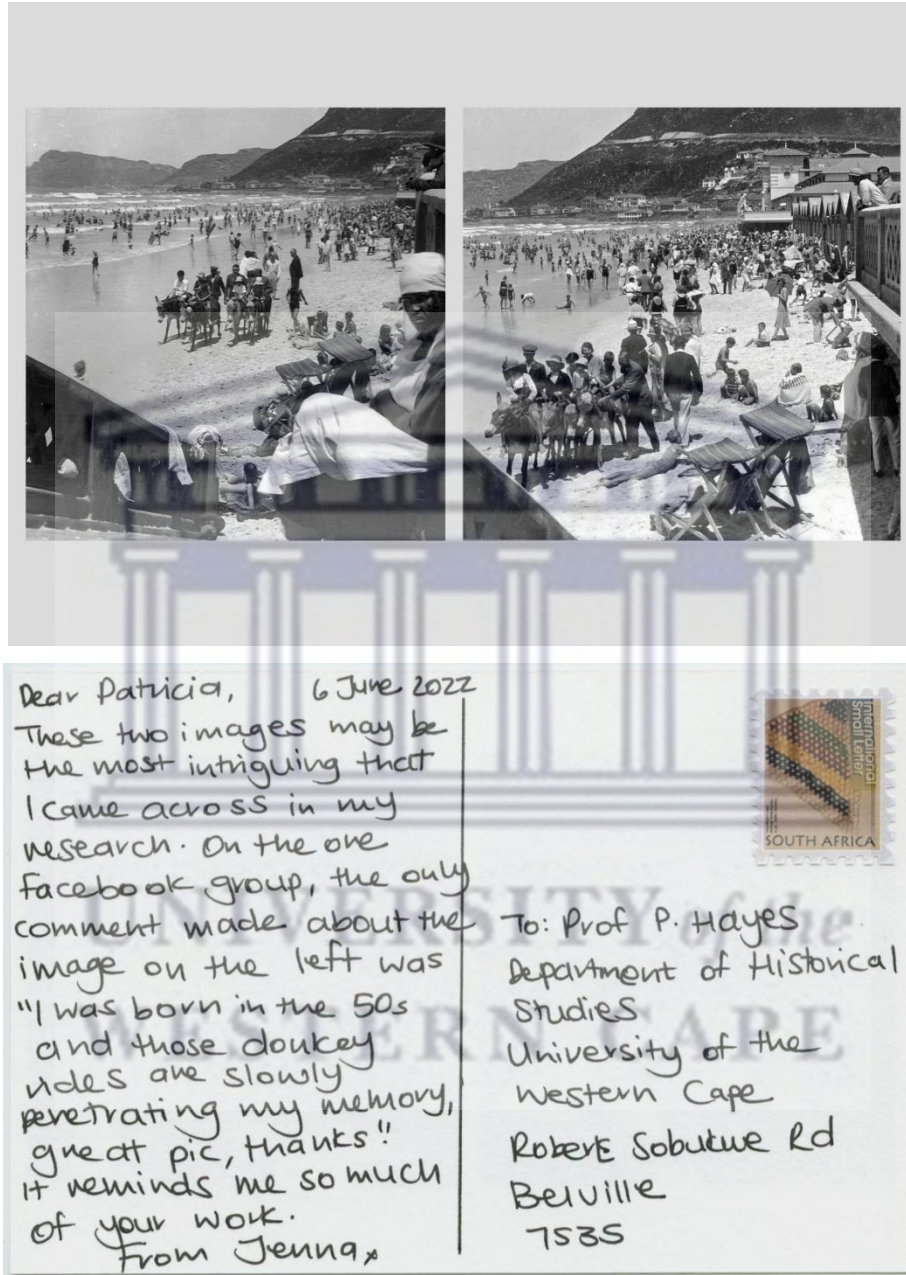 Dear Patricia, 6 June 2022
These two images may be
the most intriguing that
I came across in my
research. On the one
Facebook group, the only
comment made about the
image on the left was
"I was born in the 50s
and those donkey
rides are slowly
penetrating my memory,
great pic, thanks"!
It reminds me so much
of your work.
From Jenna x
International
Small Letter
SOUTH AFRICA
To: Prof P. Hayes
Department of Historical
Studies
University of the
Western Cape
Robert Sobukwe Rd
Belville
7535
UNIVERSITY of the
WESTERN CAPE